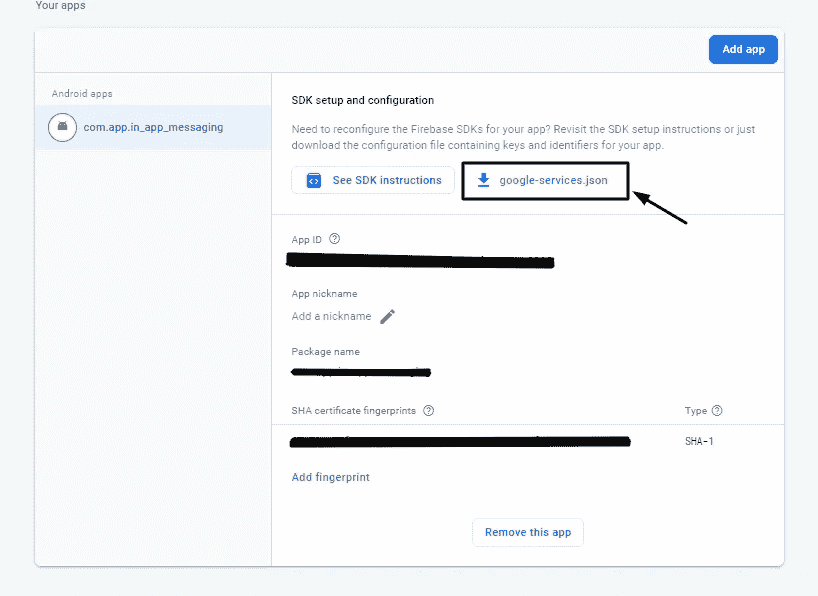 Your apps
Add app
Android apps
com.app.in_app_messaging
SDK setup and configuration
Need to reconfigure the Firebase SDKs for your app? Revisit the SDK setup instructions or just
download the configuration file containing keys and identifiers for your app.
See SDK instructions
google-services.json
App ID
App nickname
Add a nickname
Package name
SHA certificate fingerprints
Type
SHA-1
Add fingerprint
Remove this app